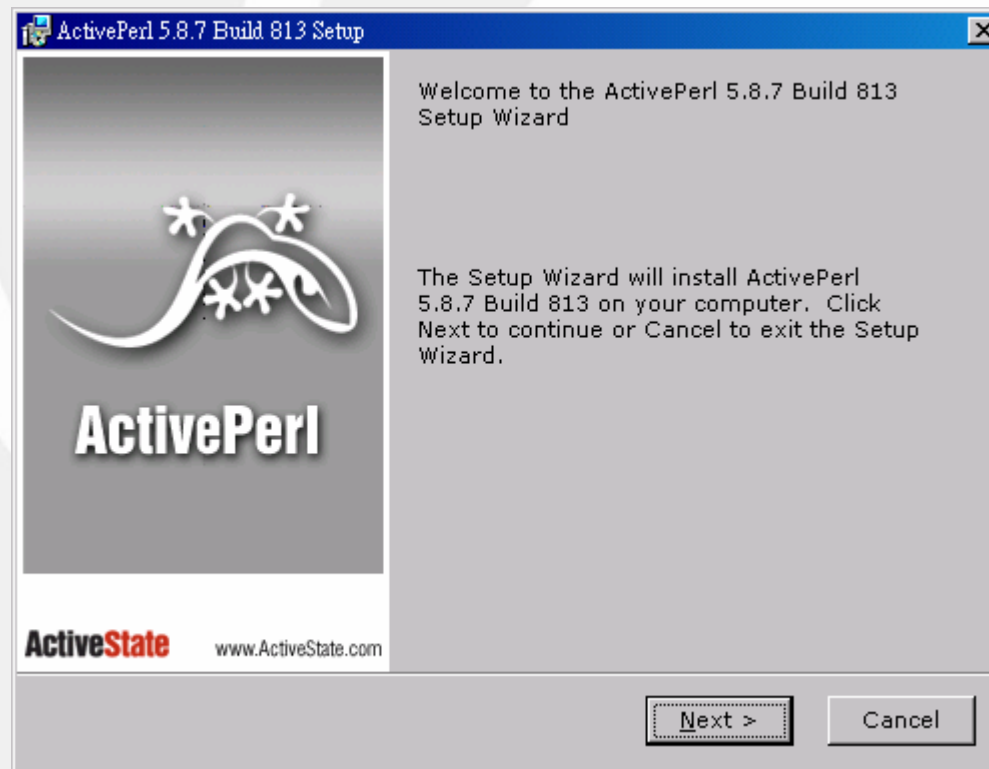 ActivePerl 5.8.7 Build 813 Setup
Welcome to the ActivePerl 5.8.7 Build 813
Setup Wizard
The Setup Wizard will install ActivePerl
5.8.7 Build 813 on your computer.  Click
Next to continue or Cancel to exit the Setup
Wizard.
ActivePerl
ActiveState
www.ActiveState.com
Next >
Cancel